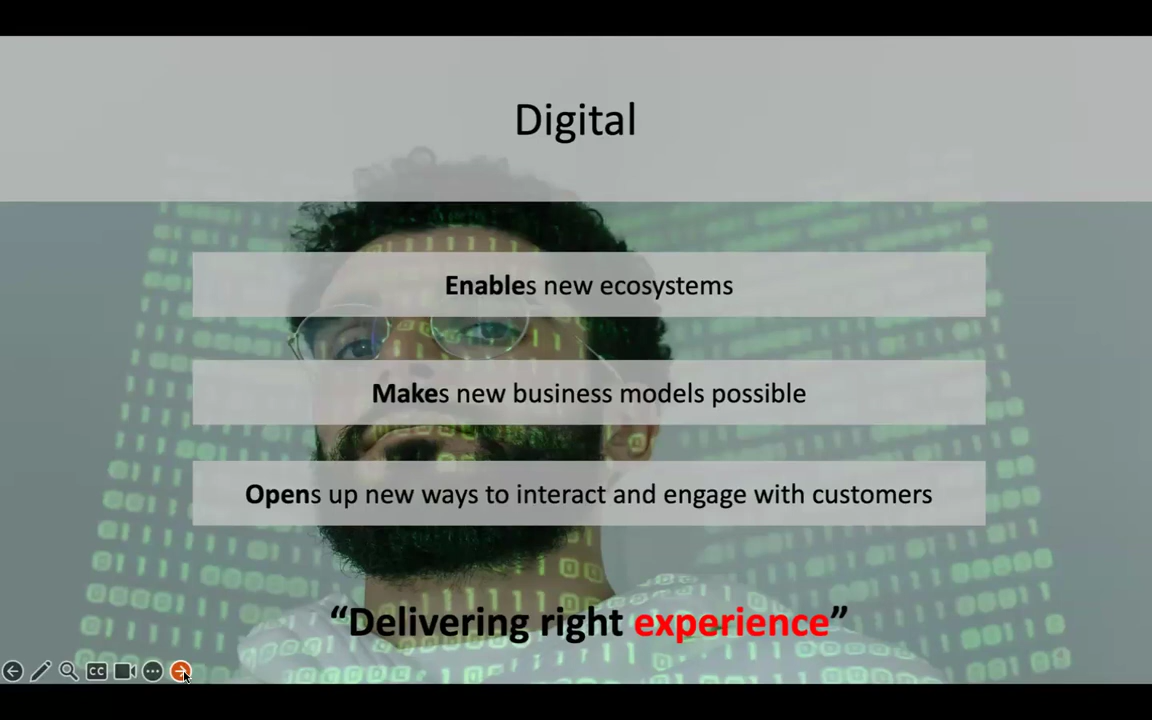 Digital
Enables new ecosystems
Makes new business models possible
Opens up new ways to interact and engage with customers
“Delivering right experience”
CC